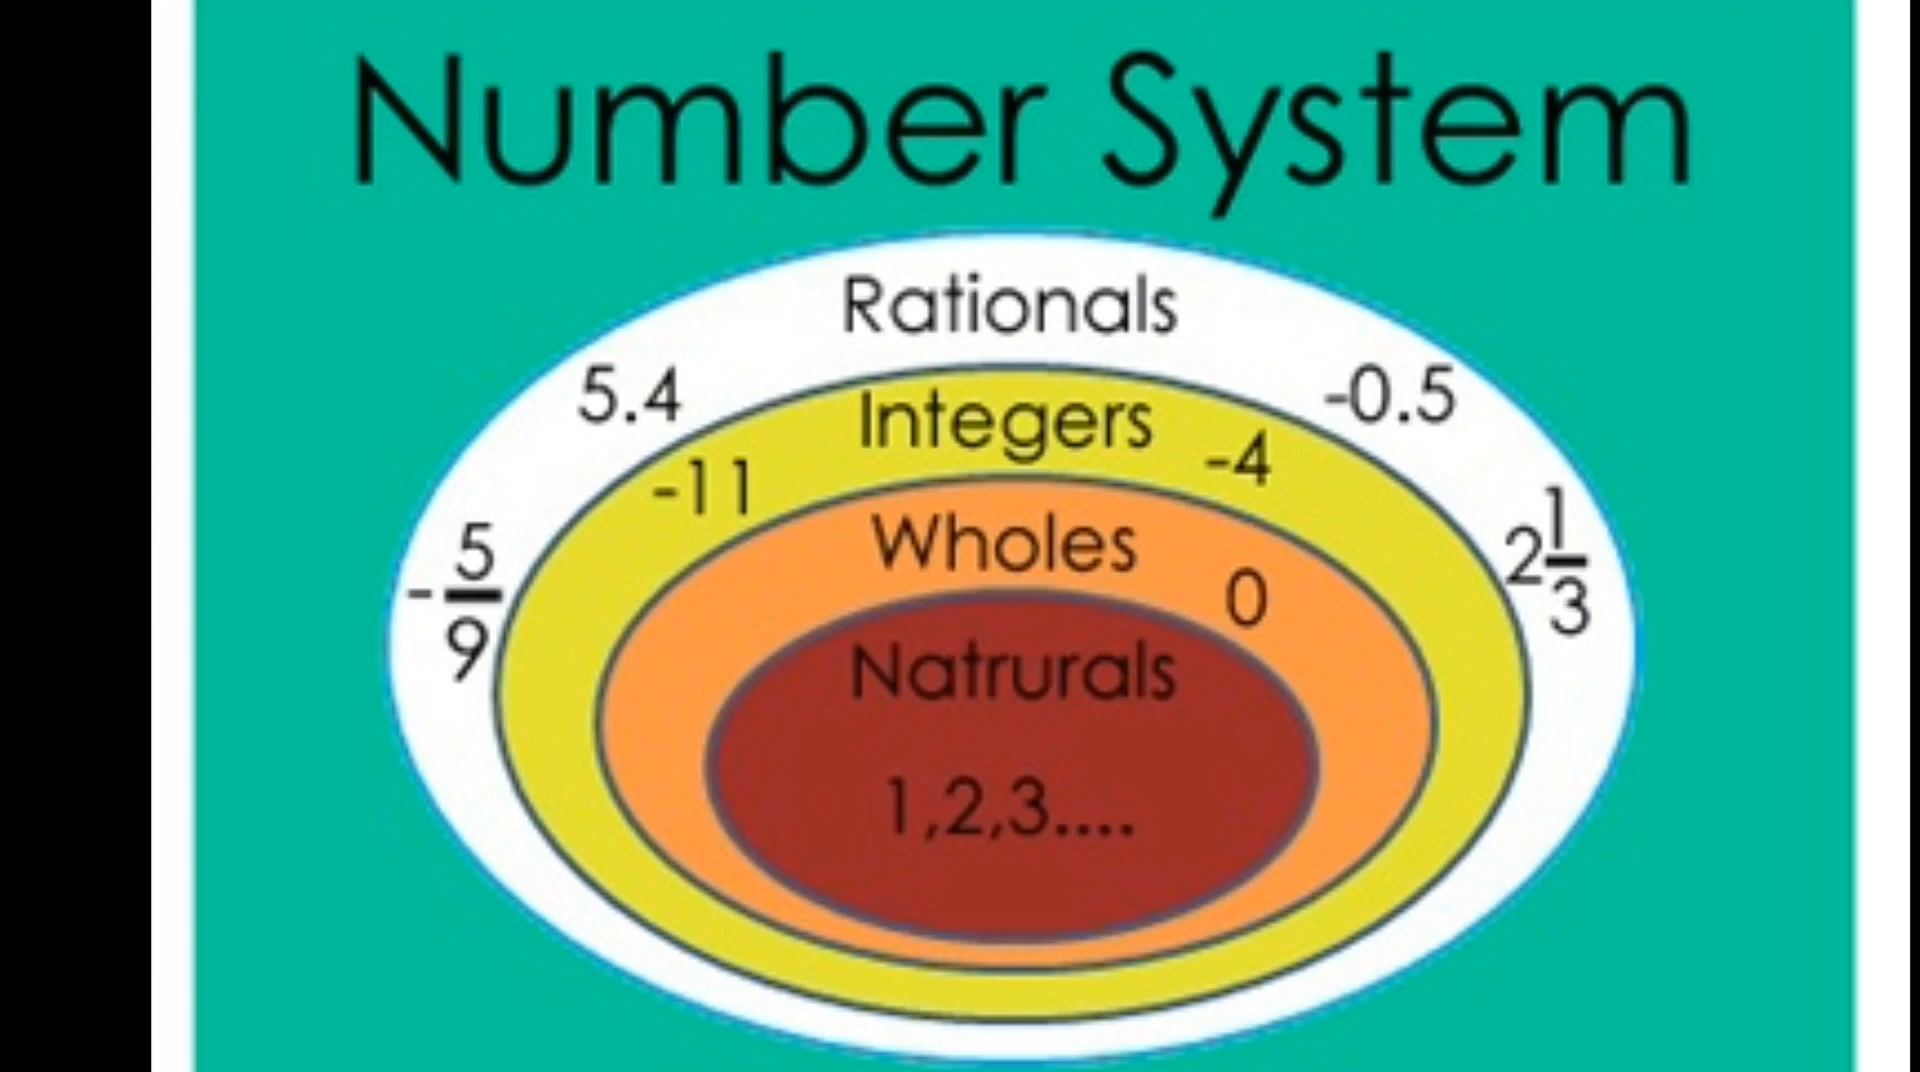 Number System
Rationals
5.4
-0.5
Integers
-11
-4
-5/9
2 1/3
Wholes
0
Natrurals
1,2,3....